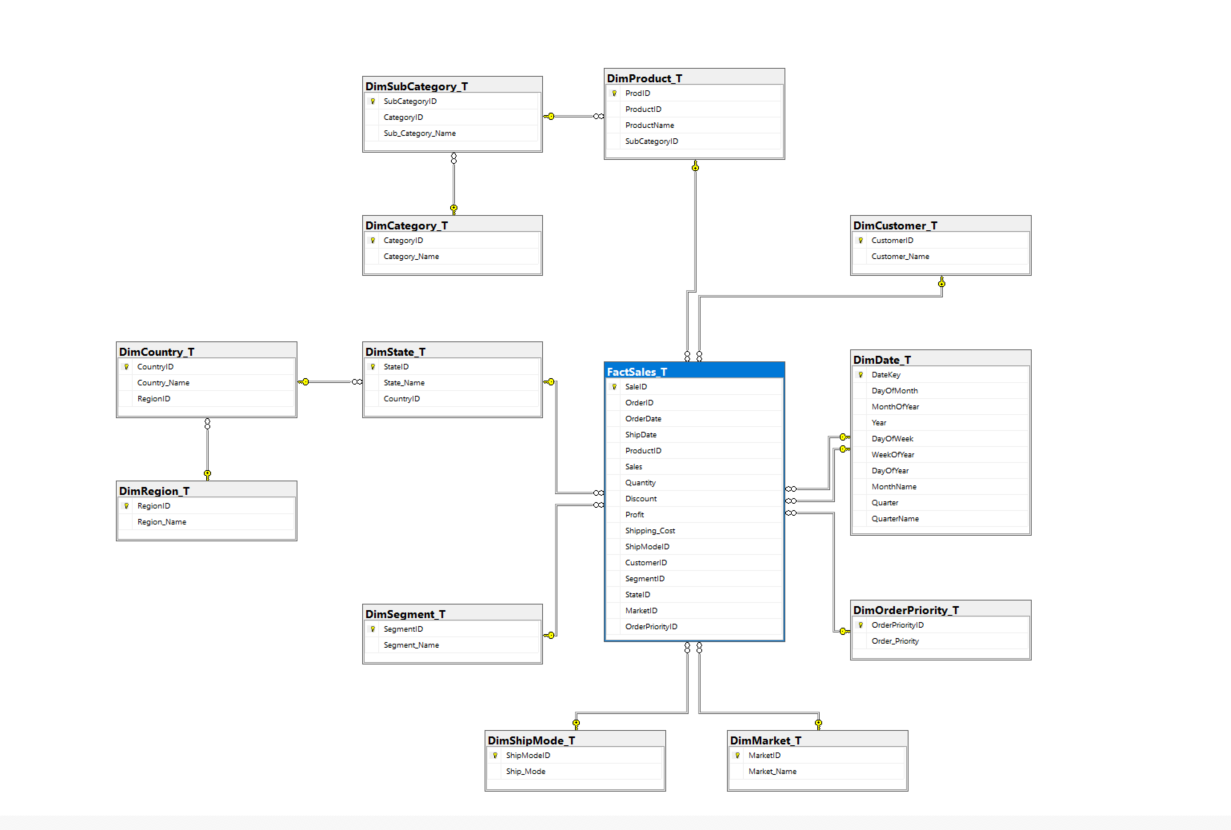 DimSubCategory_T
SubCategoryID
CategoryID
Sub_Category_Name
DimProduct_T
ProdID
ProductID
ProductName
SubCategoryID
DimCategory_T
CategoryID
Category_Name
DimCustomer_T
CustomerID
Customer_Name
DimCountry_T
CountryID
Country_Name
RegionID
DimState_T
StateID
State_Name
CountryID
FactSales_T
SaleID
OrderID
OrderDate
ShipDate
ProductID
Sales
Quantity
Discount
Profit
Shipping_Cost
ShipModeID
CustomerID
SegmentID
StateID
MarketID
OrderPriorityID
DimDate_T
DateKey
DayOfMonth
MonthOfYear
Year
DayOfWeek
WeekOfYear
DayOfYear
MonthName
Quarter
QuarterName
DimRegion_T
RegionID
Region_Name
DimSegment_T
SegmentID
Segment_Name
DimOrderPriority_T
OrderPriorityID
Order_Priority
DimShipMode_T
ShipModeID
Ship_Mode
DimMarket_T
MarketID
Market_Name